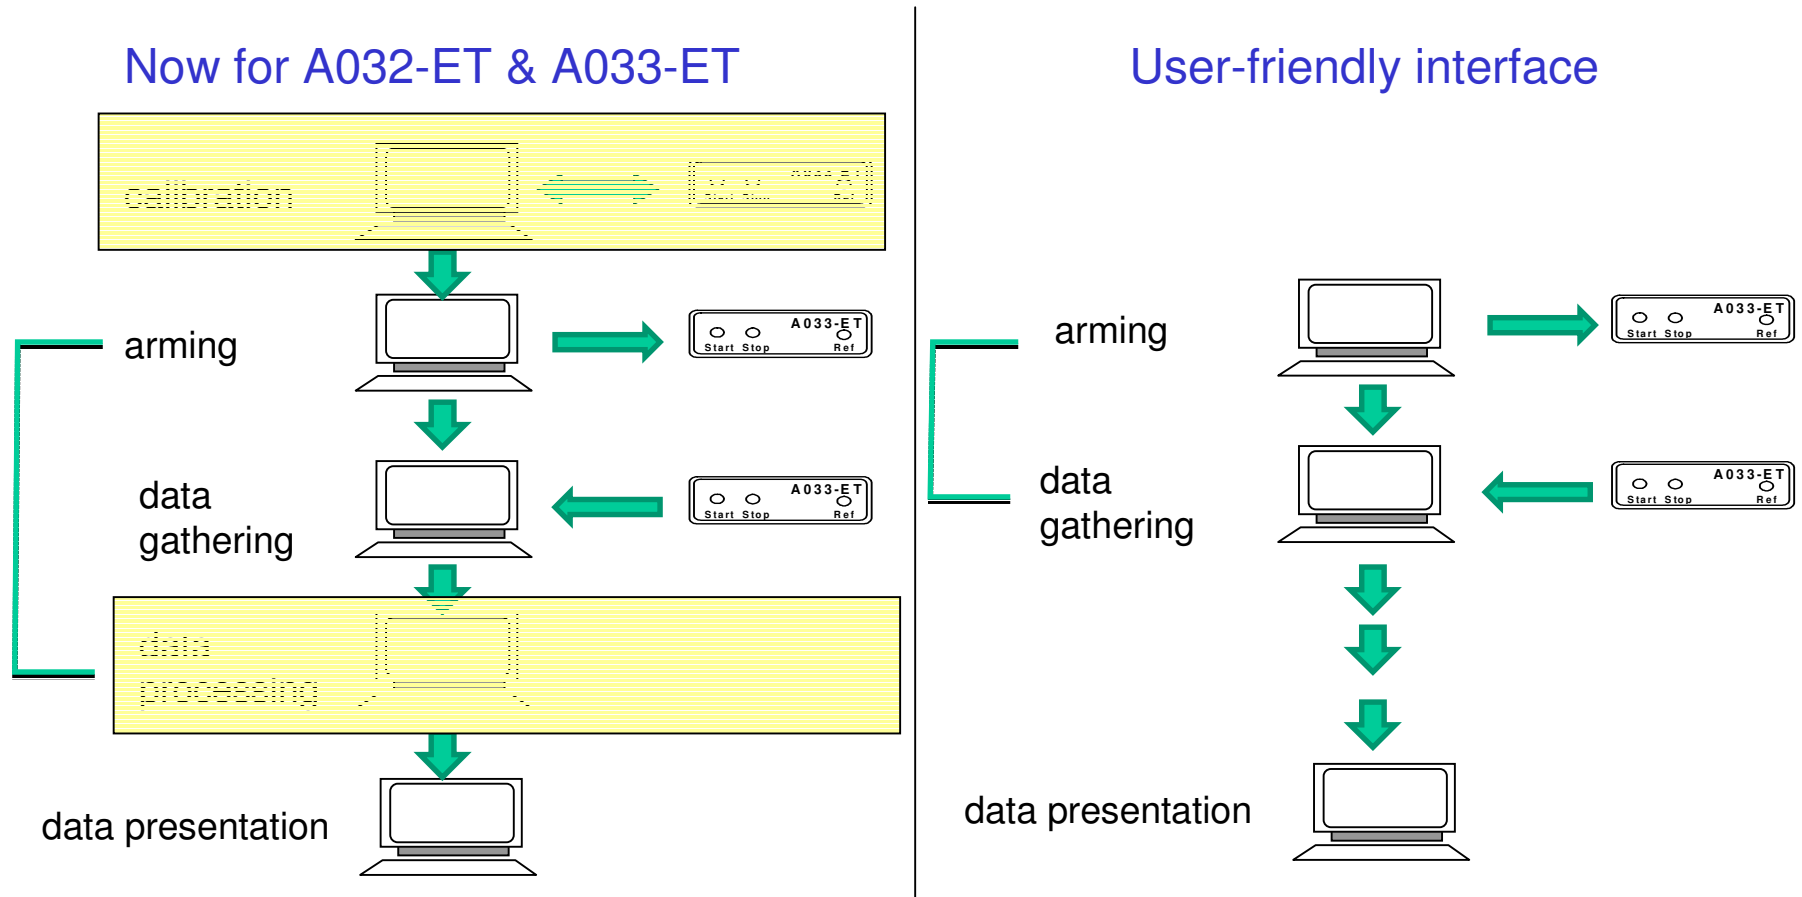 Now for A032-ET & A033-ET
calibration
Start Stop
Ref
arming
A033-ET
Start Stop
Ref
data
gathering
A033-ET
Start Stop
Ref
data
processing
data presentation
User-friendly interface
arming
A033-ET
Start Stop
Ref
data
gathering
A033-ET
Start Stop
Ref
data presentation